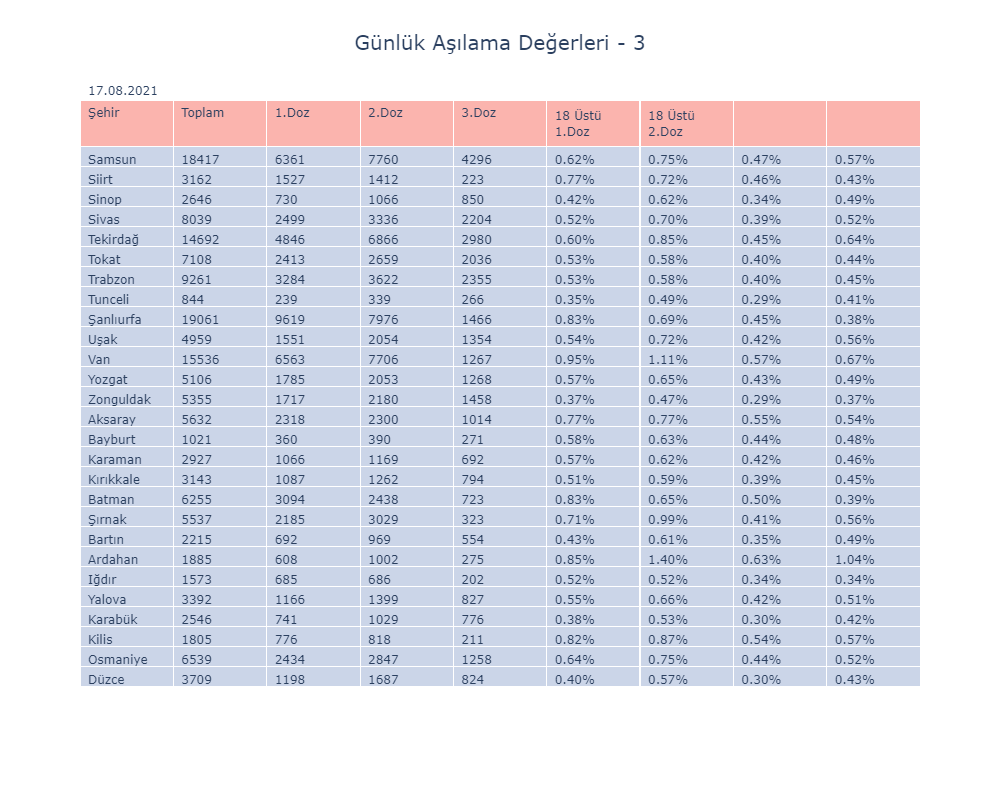 Günlük Aşılama Değerleri - 3
17.08.2021
Şehir Toplam 1.Doz 2.Doz 3.Doz 18 Üstü 1.Doz 18 Üstü 2.Doz
Samsun 18417 6361 7760 4296 0.62% 0.75% 0.47% 0.57%
Siirt 3162 1527 1412 223 0.77% 0.72% 0.46% 0.43%
Sinop 2646 730 1066 850 0.42% 0.62% 0.34% 0.49%
Sivas 8039 2499 3336 2204 0.52% 0.70% 0.39% 0.52%
Tekirdağ 14692 4846 6866 2980 0.60% 0.85% 0.45% 0.64%
Tokat 7108 2413 2659 2036 0.53% 0.58% 0.40% 0.44%
Trabzon 9261 3284 3622 2355 0.53% 0.58% 0.40% 0.45%
Tunceli 844 239 339 266 0.35% 0.49% 0.29% 0.41%
Şanlıurfa 19061 9619 7976 1466 0.83% 0.69% 0.45% 0.38%
Uşak 4959 1551 2054 1354 0.54% 0.72% 0.42% 0.56%
Van 15536 6563 7706 1267 0.95% 1.11% 0.57% 0.67%
Yozgat 5106 1785 2053 1268 0.57% 0.65% 0.43% 0.49%
Zonguldak 5355 1717 2180 1458 0.37% 0.47% 0.29% 0.37%
Aksaray 5632 2318 2300 1014 0.77% 0.77% 0.55% 0.54%
Bayburt 1021 360 390 271 0.58% 0.63% 0.44% 0.48%
Karaman 2927 1066 1169 692 0.57% 0.62% 0.42% 0.46%
Kırıkkale 3143 1087 1262 794 0.51% 0.59% 0.39% 0.45%
Batman 6255 3094 2438 723 0.83% 0.65% 0.50% 0.39%
Şırnak 5537 2185 3029 323 0.71% 0.99% 0.41% 0.56%
Bartın 2215 692 969 554 0.43% 0.61% 0.35% 0.49%
Ardahan 1885 608 1002 275 0.85% 1.40% 0.63% 1.04%
Iğdır 1573 685 686 202 0.52% 0.52% 0.34% 0.34%
Yalova 3392 1166 1399 827 0.55% 0.66% 0.42% 0.51%
Karabük 2546 741 1029 776 0.38% 0.53% 0.30% 0.42%
Kilis 1805 776 818 211 0.82% 0.87% 0.54% 0.57%
Osmaniye 6539 2434 2847 1258 0.64% 0.75% 0.44% 0.52%
Düzce 3709 1198 1687 824 0.40% 0.57% 0.30% 0.43%